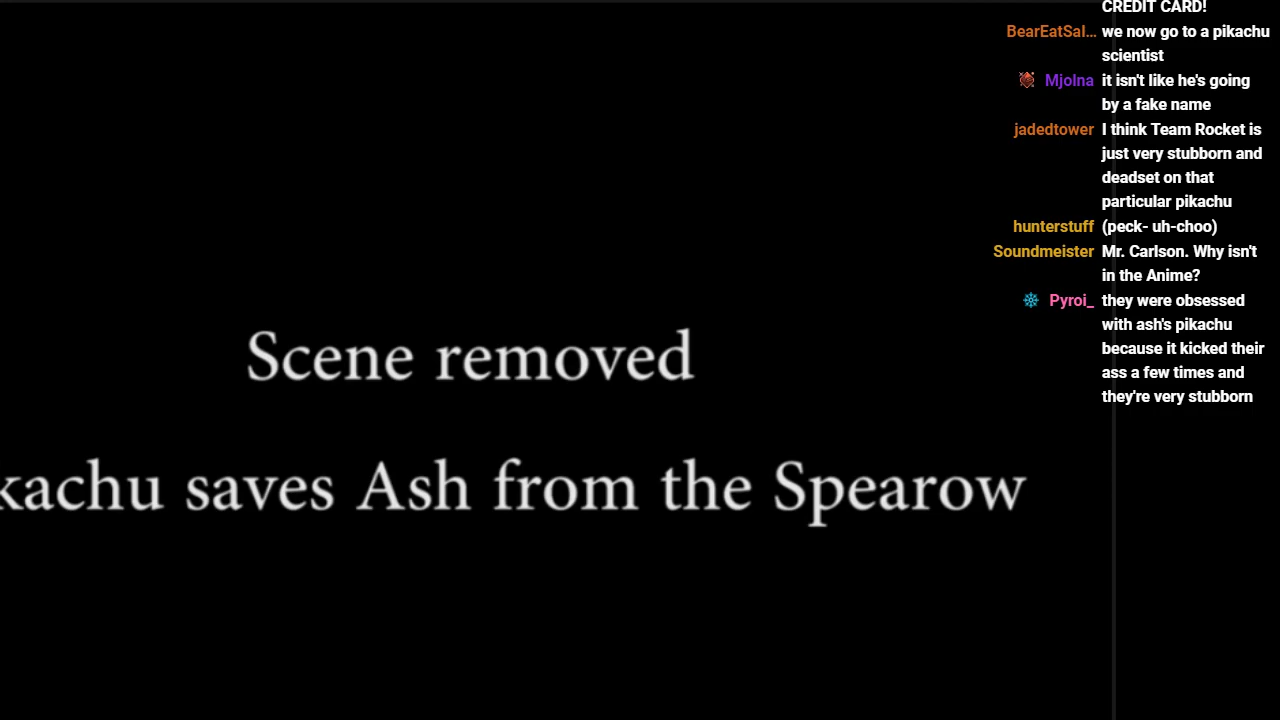 CREDIT CARD!
BearEatSal… we now go to a pikachu
scientist
Mjolna it isn't like he's going
by a fake name
jadedtower I think Team Rocket is
just very stubborn and
deadset on that
particular pikachu
hunterstuff (peck- uh-choo)
Soundmeister Mr. Carlson. Why isn't
in the Anime?
Pyroi_ they were obsessed
with ash's pikachu
because it kicked their
ass a few times and
they're very stubborn
Scene removed
kachu saves Ash from the Spearow